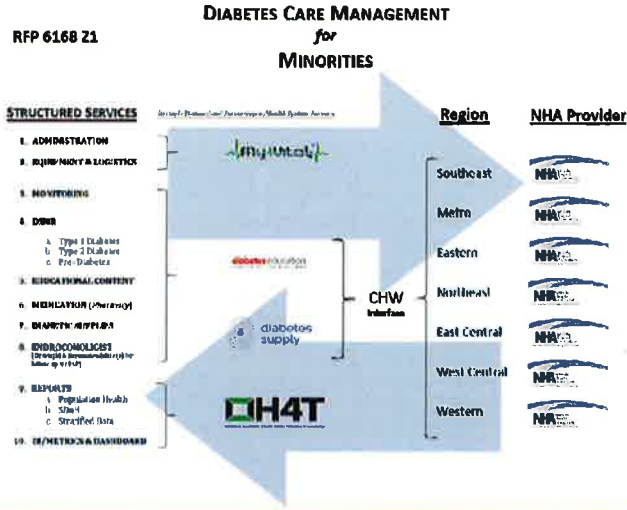 DIABETES CARE MANAGEMENT
for
MINORITIES
RFP 6168 Z1
STRUCTURED SERVICES
Region
NHA Provider
1. ADMINISTRATION
2. EQUIPMENT & LOGISTICS
3. MONITORING
4. DSME
a. Type 1 Diabetes
b. Type 2 Diabetes
c. Pre-Diabetes
5. EDUCATIONAL CONTENT
6. MEDICATION (Pharmacy)
7. DIABETIC SUPPLIES
8. ENDROCONOLIGIST
9. REPORTS
a. Population Health
b. SDoH
c. Stratified Data
10. BI/METRICS & DASHBOARD
diabetes education
diabetes
supply
H4T
CHW
Interface
Southeast
NHA
Metro
NHA
Eastern
NHA
Northeast
NHA
East Central
NHA
West Central
NHA
Western
NHA